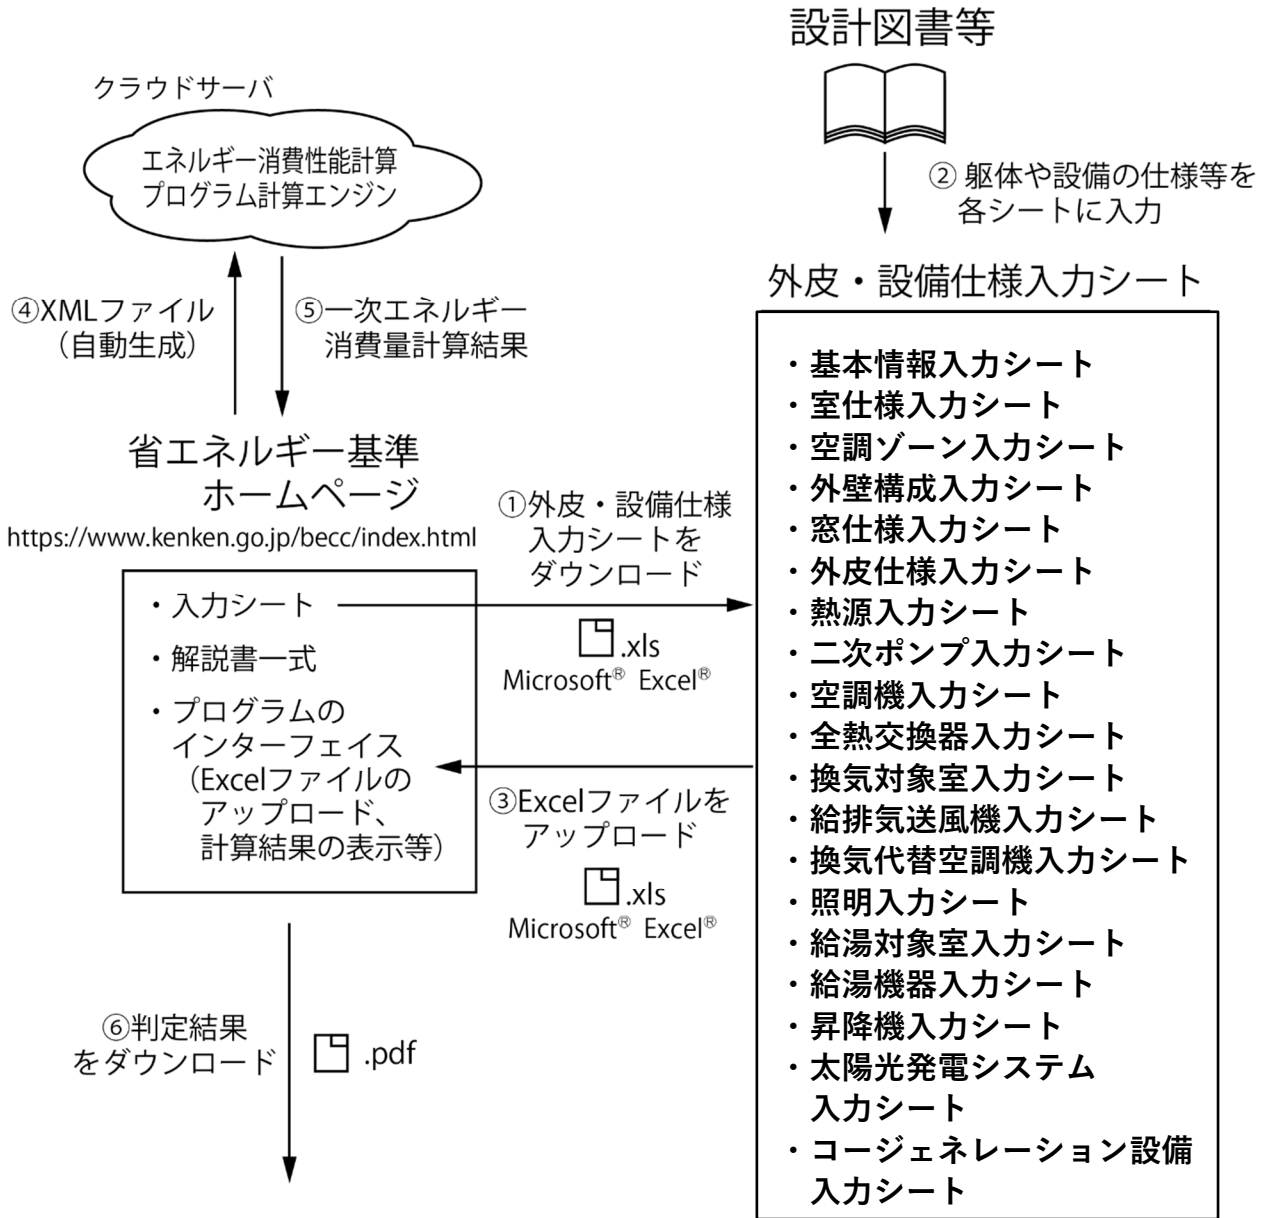 設計図書等
クラウドサーバ
エネルギー消費性能計算
プログラム計算エンジン
② 躯体や設備の仕様等を
各シートに入力
④XMLファイル
（自動生成）
⑤一次エネルギー
消費量計算結果
省エネルギー基準
ホームページ
https://www.kenken.go.jp/becc/index.html
・入力シート
・解説書一式
・プログラムの
インターフェイス
（Excelファイルの
アップロード、
計算結果の表示等）
①外皮・設備仕様
入力シートを
ダウンロード
.xls
Microsoft® Excel®
③Excelファイルを
アップロード
.xls
Microsoft® Excel®
外皮・設備仕様入力シート
・基本情報入力シート
・室仕様入力シート
・空調ゾーン入力シート
・外壁構成入力シート
・窓仕様入力シート
・外皮仕様入力シート
・熱源入力シート
・二次ポンプ入力シート
・空調機入力シート
・全熱交換器入力シート
・換気対象室入力シート
・給排気送風機入力シート
・換気代替空調機入力シート
・照明入力シート
・給湯対象室入力シート
・給湯機器入力シート
・昇降機入力シート
・太陽光発電システム
入力シート
・コージェネレーション設備
入力シート
⑥判定結果
をダウンロード
.pdf